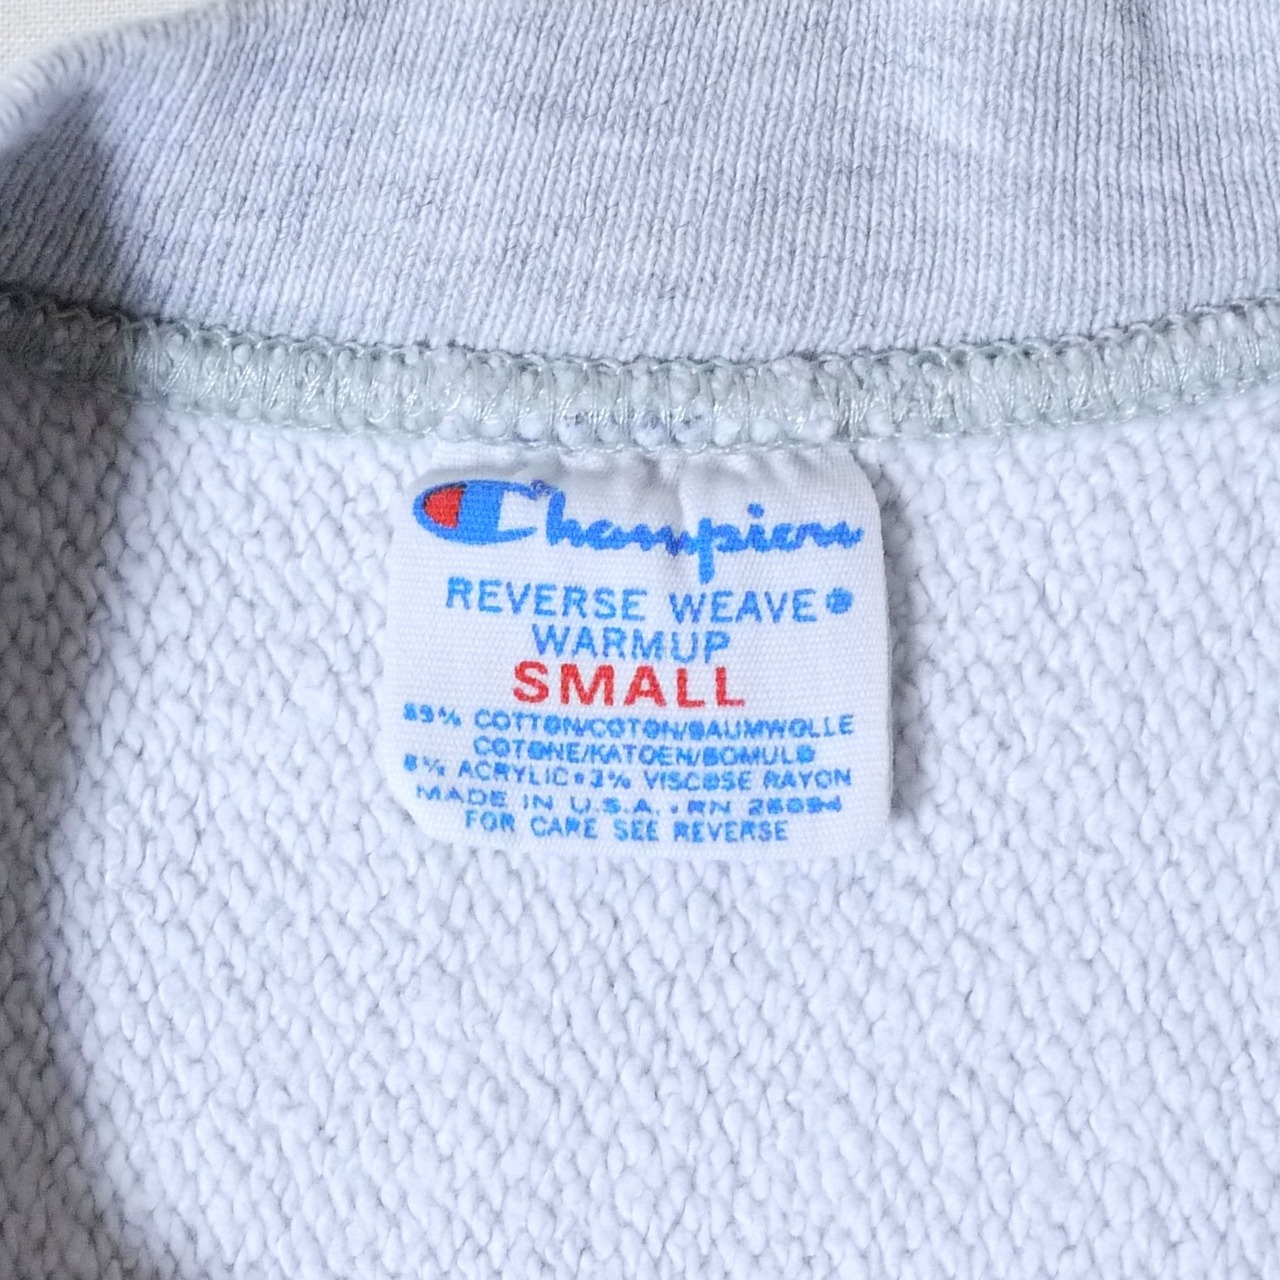 Champion
REVERSE WEAVE®
WARMUP
SMALL
89% COTTON/COTON/BAUMWOLLE
COTONE/KATOEN/BOMULD
8% ACRYLIC • 3% VISCOSE RAYON
MADE IN U.S.A. • RN 26094
FOR CARE SEE REVERSE